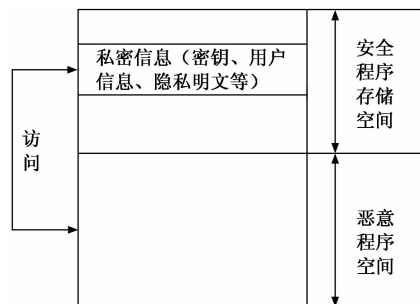 私密信息（密钥、用户
信息、隐私明文等）
安全
程序
存储
空间
访
问
恶意
程序
空间